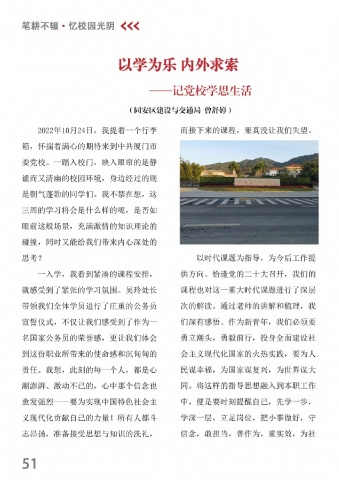 笔耕不辍·忆校园光阴
以学为乐 内外求索
——记党校学思生活
（同安区建设与交通局 曾舒婷）
2022年10月24日，我提着一个行李
箱，怀揣着满心的期待来到中共厦门市
委党校。一踏入校门，映入眼帘的是静
谧而又清幽的校园环境，身边经过的则
是朝气蓬勃的同学们。我不禁在想，这
三周的学习将会是什么样的呢，是否如
眼前这般场景，充满激情的知识理论的
碰撞，同时又能给我们带来内心深处的
思考？
一入学，我看到紧凑的课程安排，
就感受到了紧张的学习氛围。吴玲处长
带领我们全体学员进行了庄重的公务员
宣誓仪式，不仅让我们感受到了作为一
名国家公务员的荣誉感，更让我们体会
到这份职业所带来的使命感和沉甸甸的
责任。我想，此刻的每一个人，都是心
潮澎湃、激动不已的，心中那个信念也
愈发强烈——要为实现中国特色社会主
义现代化贡献自己的力量！所有人都斗
志昂扬，准备接受思想与知识的洗礼，
而接下来的课程，果真没让我们失望。
以时代课题为指导，为今后工作提
供方向。恰逢党的二十大召开，我们的
课程也对这一重大时代课题进行了深层
次的解读。通过老师的讲解和梳理，我
们深有感悟。作为新青年，我们必须要
勇立潮头，勇毅前行，投身全面建设社
会主义现代化国家的火热实践，要为人
民谋幸福，为国家谋复兴，为世界谋大
同。将这样的指导思想融入到本职工作
中，便是要时刻提醒自己，先学一步，
学深一层，立足岗位，把小事做好，守
信念，敢担当，善作为，重实效，为社
51